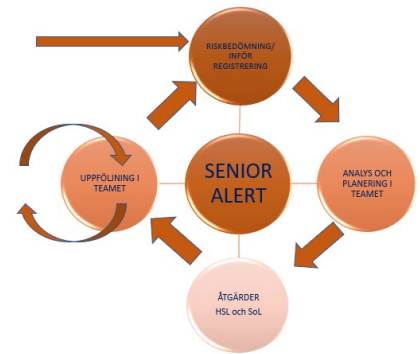 RISKBEDÖMNING/
INFÖR
REGISTRERING
UPPFÖLJNING I
TEAMET
SENIOR
ALERT
ANALYS OCH
PLANERING I
TEAMET
ÅTGÄRDER
HSL och SoL